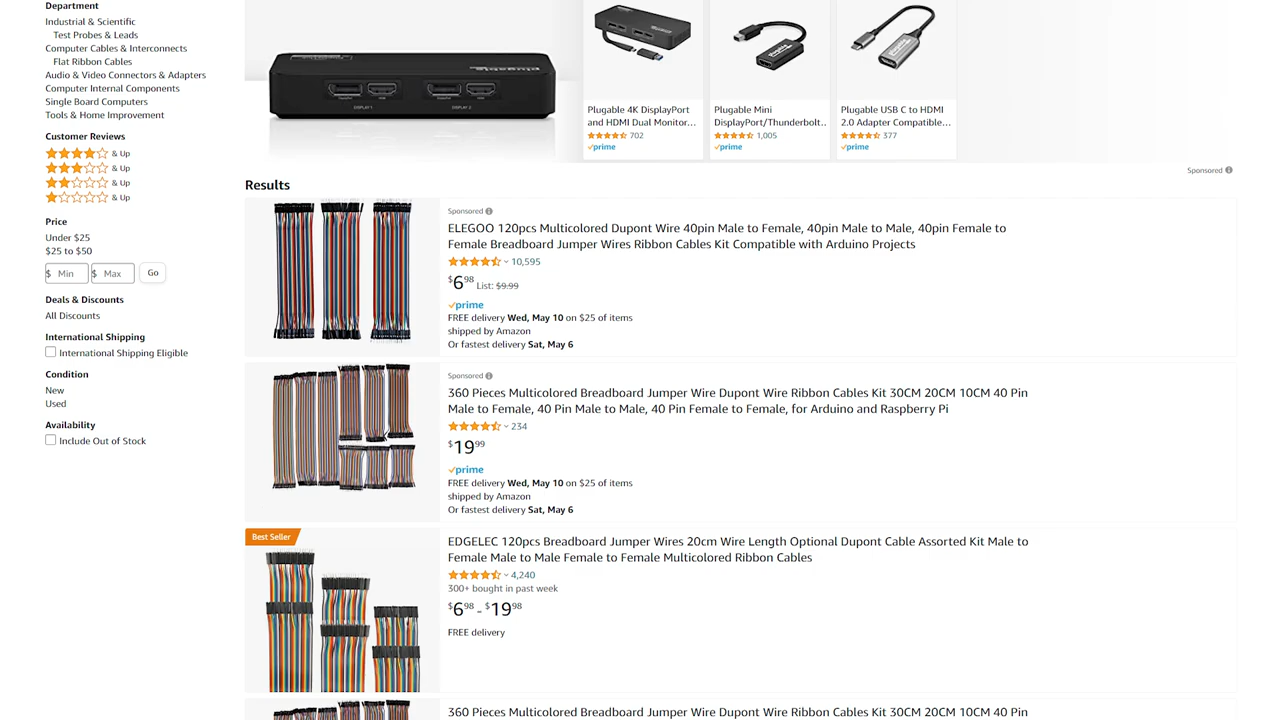 Department
Industrial & Scientific
Test Probes & Leads
Computer Cables & Interconnects
Flat Ribbon Cables
Audio & Video Connectors & Adapters
Computer Internal Components
Single Board Computers
Tools & Home Improvement
Customer Reviews
& Up
& Up
& Up
& Up
Price
Under $25
$25 to $50
$ Min $ Max Go
Deals & Discounts
All Discounts
International Shipping
International Shipping Eligible
Condition
New
Used
Availability
Include Out of Stock
DISPLAY 1
DISPLAY 2
Plugable 4K DisplayPort
and HDMI Dual Monitor...
702
prime
Plugable Mini
DisplayPort/Thunderbolt...
1,005
prime
Plugable USB C to HDMI
2.0 Adapter Compatible...
377
prime
Sponsored
Results
Sponsored
ELEGOO 120pcs Multicolored Dupont Wire 40pin Male to Female, 40pin Male to Male, 40pin Female to
Female Breadboard Jumper Wires Ribbon Cables Kit Compatible with Arduino Projects
10,595
$698 List: $9.99
prime
FREE delivery Wed, May 10 on $25 of items
shipped by Amazon
Or fastest delivery Sat, May 6
Sponsored
360 Pieces Multicolored Breadboard Jumper Wire Dupont Wire Ribbon Cables Kit 30CM 20CM 10CM 40 Pin
Male to Female, 40 Pin Male to Male, 40 Pin Female to Female, for Arduino and Raspberry Pi
234
$1999
prime
FREE delivery Wed, May 10 on $25 of items
shipped by Amazon
Or fastest delivery Sat, May 6
Best Seller
EDGELEC 120pcs Breadboard Jumper Wires 20cm Wire Length Optional Dupont Cable Assorted Kit Male to
Female Male to Male Female to Female Multicolored Ribbon Cables
4,240
300+ bought in past week
$698 - $1998
FREE delivery
360 Pieces Multicolored Breadboard Jumper Wire Dupont Wire Ribbon Cables Kit 30CM 20CM 10CM 40 Pin